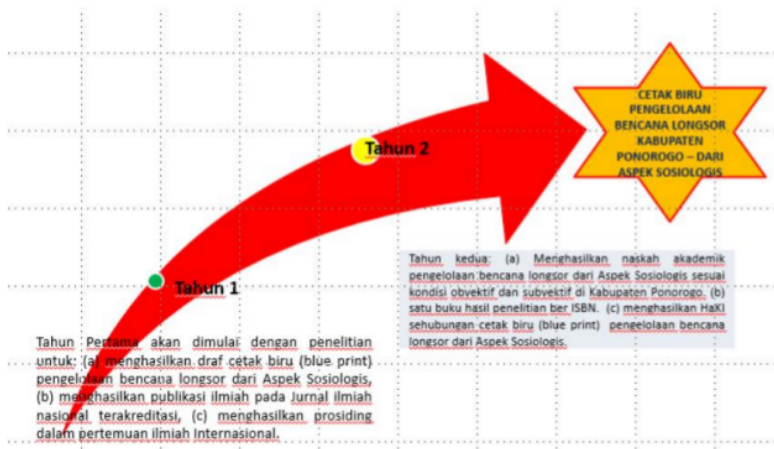 CETAK BIRU
PENGELOLAAN
BENCANA LONGSOR
KABUPATEN
PONOROGO – DARI
ASPEK SOSIOLOGIS
Tahun 2
Tahun kedua: (a) Menghasilkan naskah akademik
pengelolaan bencana longsor dari Aspek Sosiologis sesuai
kondisi obyektif dan subyektif di Kabupaten Ponorogo. (b)
satu buku hasil penelitian ber ISBN. (c) menghasilkan HaKI
sehubungan cetak biru (blue print) pengelolaan bencana
longsor dari Aspek Sosiologis.
Tahun 1
Tahun Pertama akan dimulai dengan penelitian
untuk: (a) menghasilkan draf cetak biru (blue print)
pengelolaan bencana longsor dari Aspek Sosiologis,
(b) menghasilkan publikasi ilmiah pada Jurnal ilmiah
nasional terakreditasi, (c) menghasilkan prosiding
dalam pertemuan ilmiah Internasional.